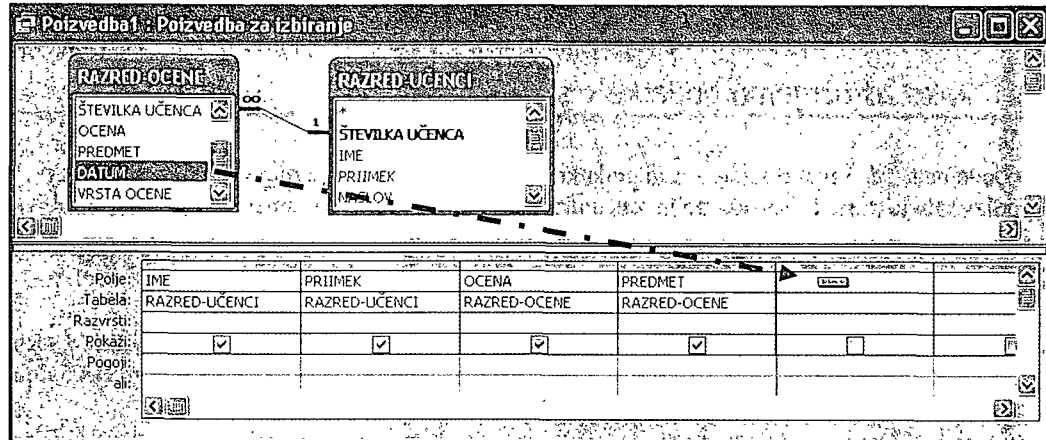 Poizvedba1 : Poizvedba za izbiranje
RAZRED-OCENE
ŠTEVILKA UČENCA
OCENA
PREDMET
DATUM
VRSTA OCENE
∞
1
RAZRED-UČENCI
*
ŠTEVILKA UČENCA
IME
PRIIMEK
NASLOV
Polje: IME PRIIMEK OCENA PREDMET
Tabela: RAZRED-UČENCI RAZRED-UČENCI RAZRED-OCENE RAZRED-OCENE
Razvrsti:
Pokaži:
Pogoji:
ali: